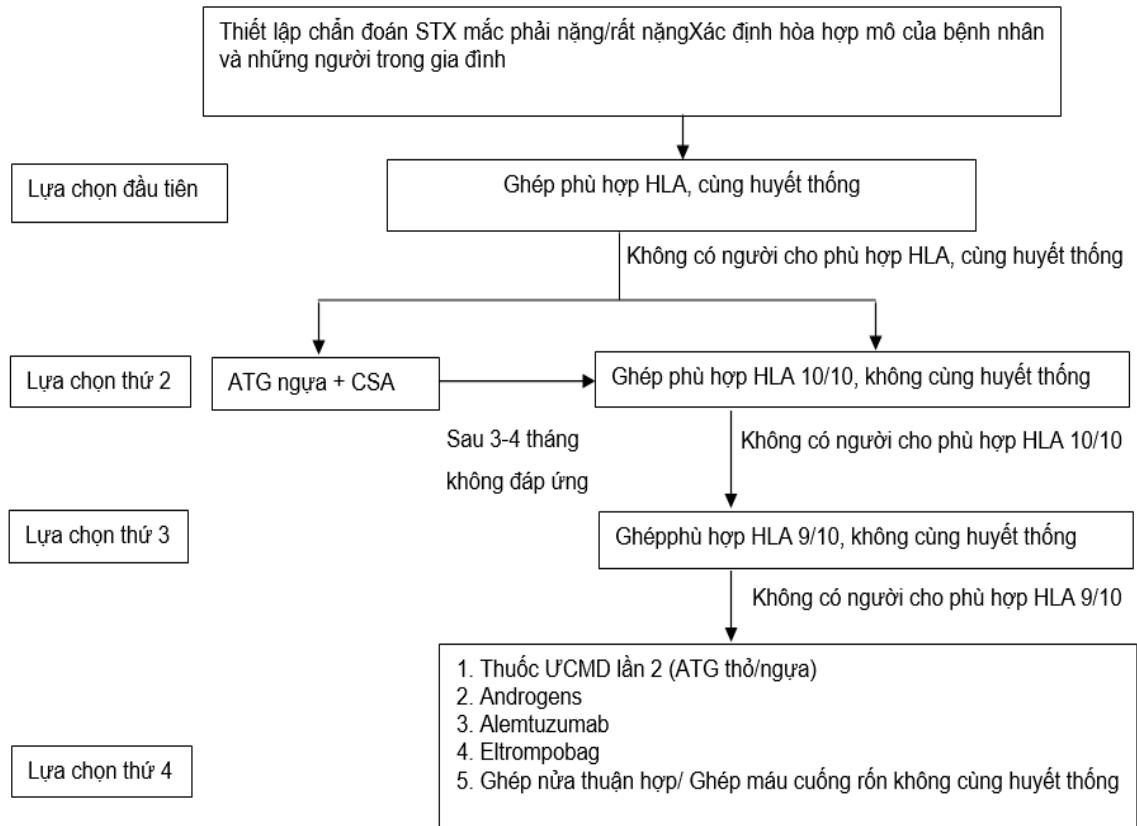 Thiết lập chẩn đoán STX mắc phải nặng/rất nặngXác định hòa hợp mô của bệnh nhân
và những người trong gia đình
Lựa chọn đầu tiên
Ghép phù hợp HLA, cùng huyết thống
Không có người cho phù hợp HLA, cùng huyết thống
Lựa chọn thứ 2
ATG ngựa + CSA
Ghép phù hợp HLA 10/10, không cùng huyết thống
Sau 3-4 tháng
không đáp ứng
Không có người cho phù hợp HLA 10/10
Lựa chọn thứ 3
Ghépphù hợp HLA 9/10, không cùng huyết thống
Không có người cho phù hợp HLA 9/10
1. Thuốc ƯCMD lần 2 (ATG thỏ/ngựa)
2. Androgens
3. Alemtuzumab
4. Eltrompobag
5. Ghép nửa thuận hợp/ Ghép máu cuống rốn không cùng huyết thống
Lựa chọn thứ 4